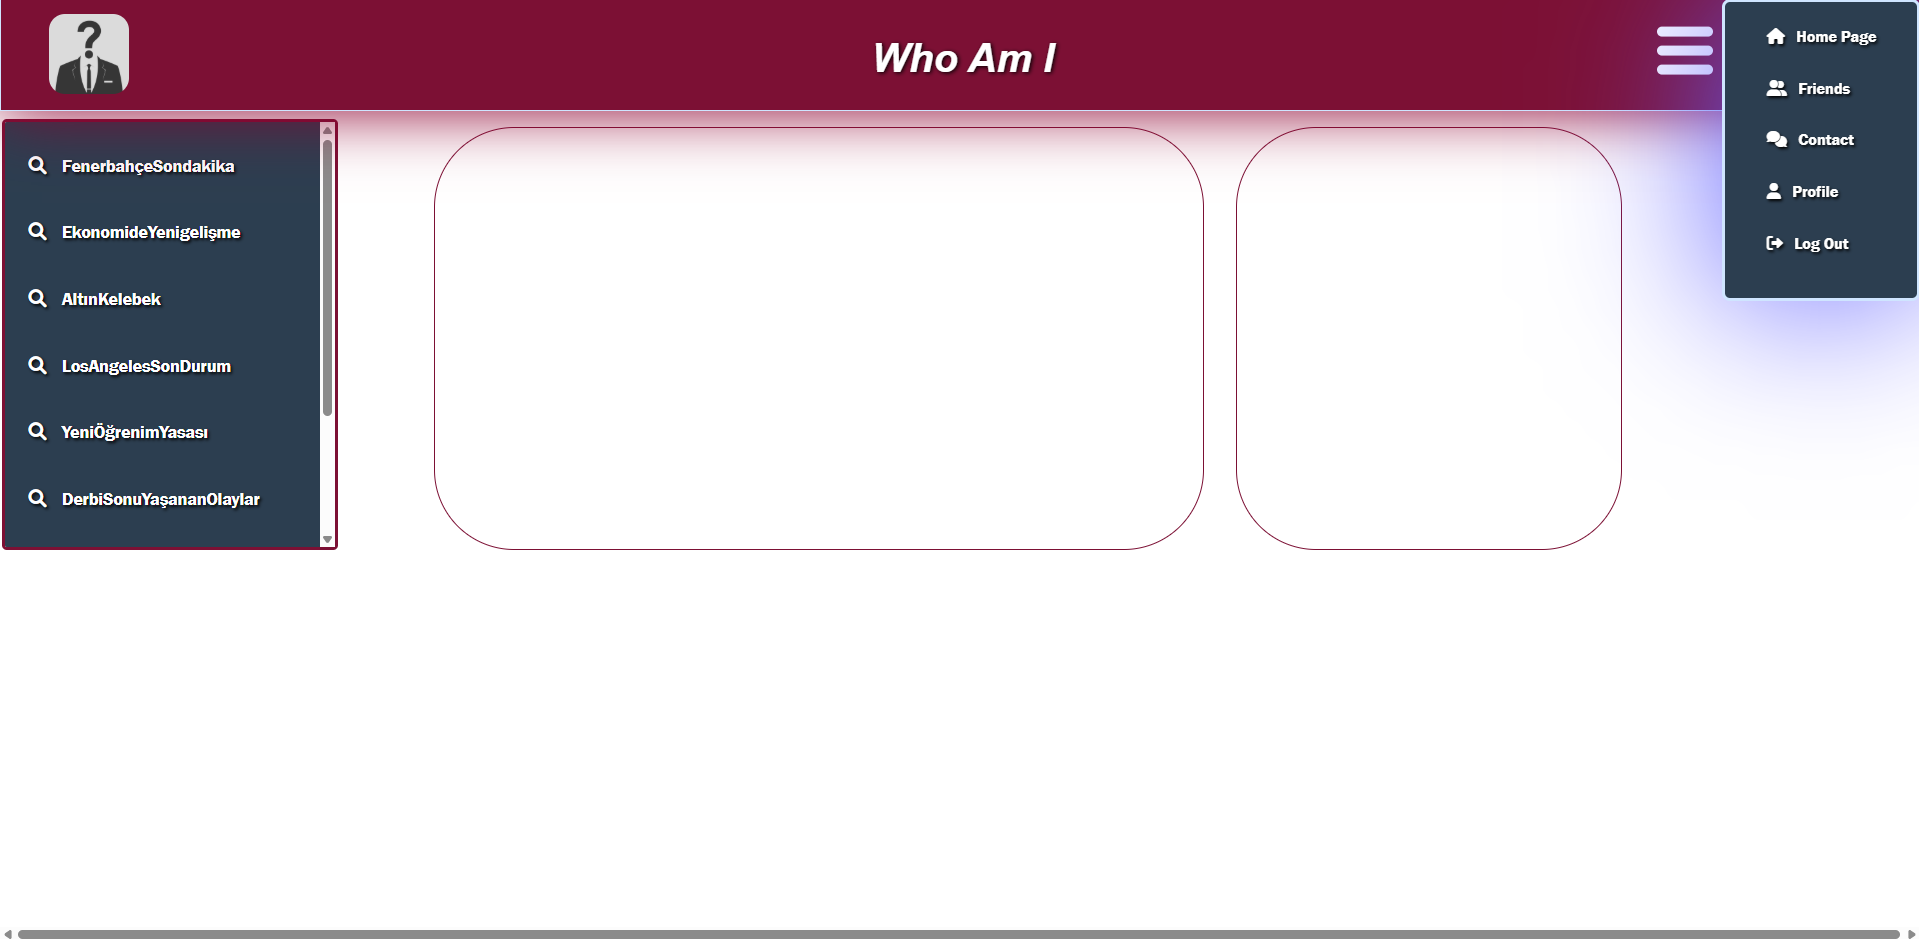 ?
Who Am I
Home Page
Friends
Contact
Profile
Log Out
FenerbahçeSondakika
EkonomideYenigelişme
AltınKelebek
LosAngelesSonDurum
YeniÖğrenimYasası
DerbiSonuYaşananOlaylar